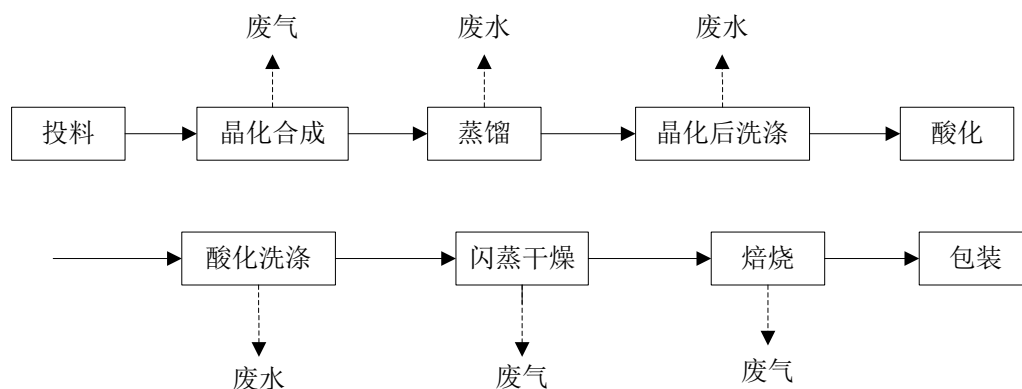 废气 废水 废水
投料 晶化合成 蒸馏 晶化后洗涤 酸化
酸化洗涤 闪蒸干燥 焙烧 包装
废水 废气 废气